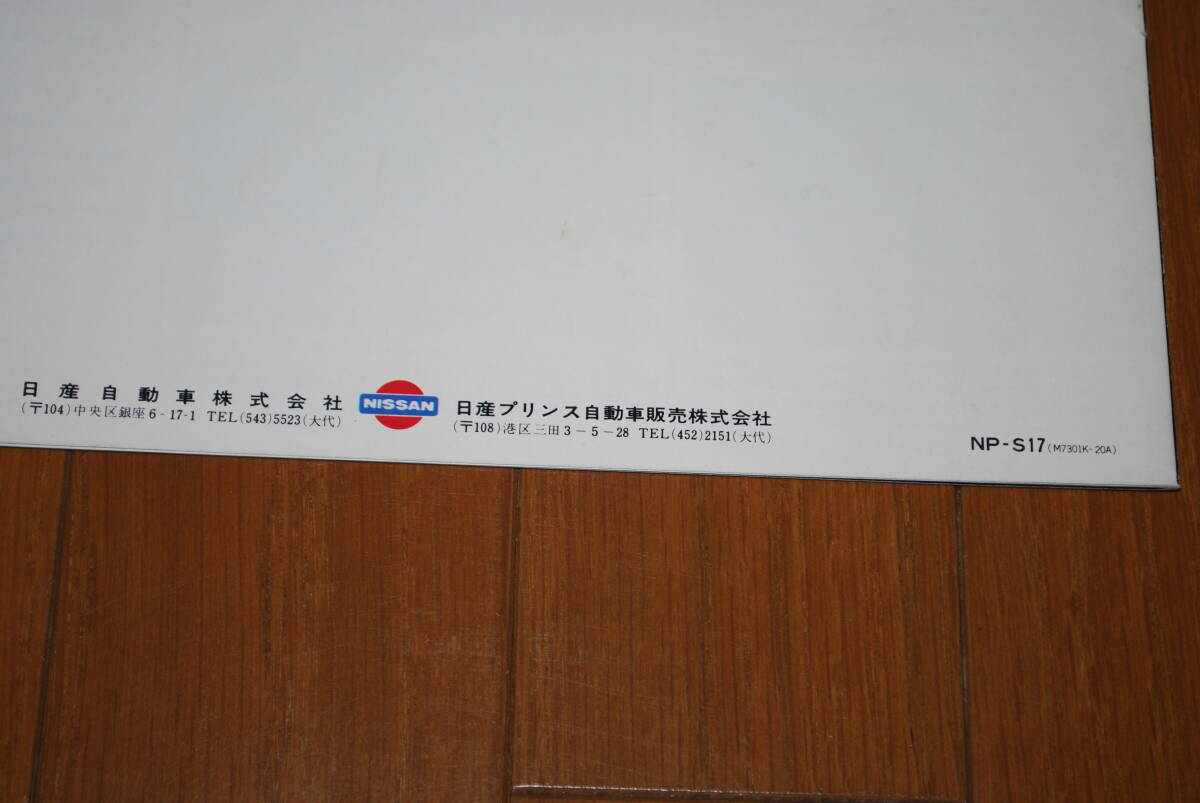 日産自動車株式会社
(〒104)中央区銀座6-17-1 TEL(543)5523(大代)
NISSAN
日産プリンス自動車販売株式会社
(〒108)港区三田3-5-28 TEL(452)2151(大代)
NP-S17(M7301K-20A)